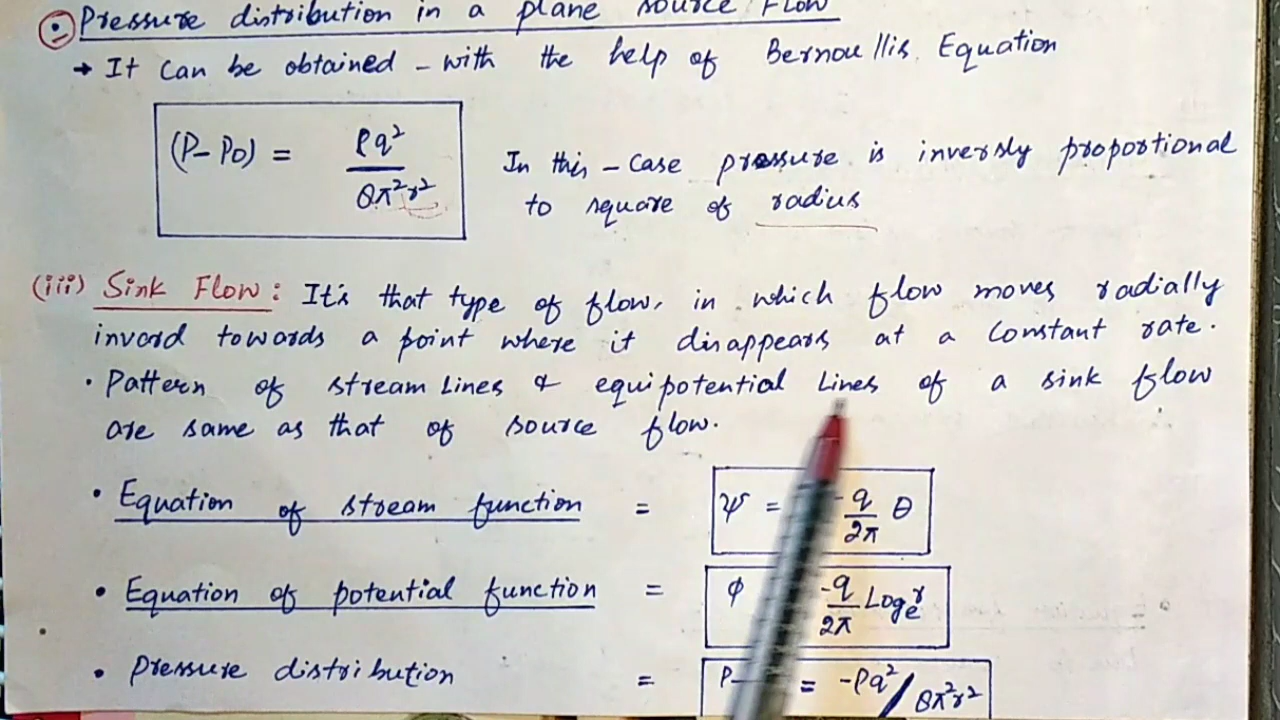 Pressure distribution in a plane source Flow
→ It can be obtained - with the help of Bernoullis. Equation
(P-P0) = ρq² / 8π²r²
In this - case pressure is inversly proportional
to square of radius
(iii) Sink Flow: It's that type of flow, in which flow moves radially
inward towards a point where it disappears at a constant rate.
• Pattern of stream Lines & equipotential Lines of a sink flow
are same as that of source flow.
• Equation of stream function = ψ = -q/2π θ
• Equation of potential function = ϕ -q/2π Logₑr
• Pressure distribution = P- = -ρq²/8π²r²